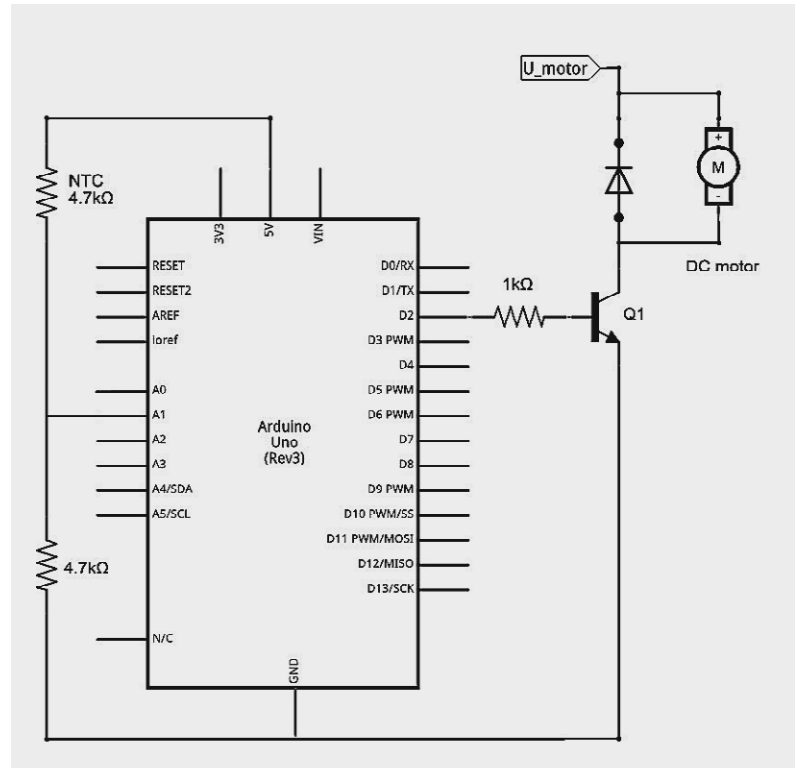 U_motor
+
M
-
DC motor
NTC
4.7kΩ
3V3
5V
VIN
RESET
RESET2
AREF
Ioref
A0
A1
A2
A3
A4/SDA
A5/SCL
N/C
Arduino
Uno
(Rev3)
D0/RX
D1/TX
D2
D3 PWM
D4
D5 PWM
D6 PWM
D7
D8
D9 PWM
D10 PWM/SS
D11 PWM/MOSI
D12/MISO
D13/SCK
GND
1kΩ
Q1
4.7kΩ